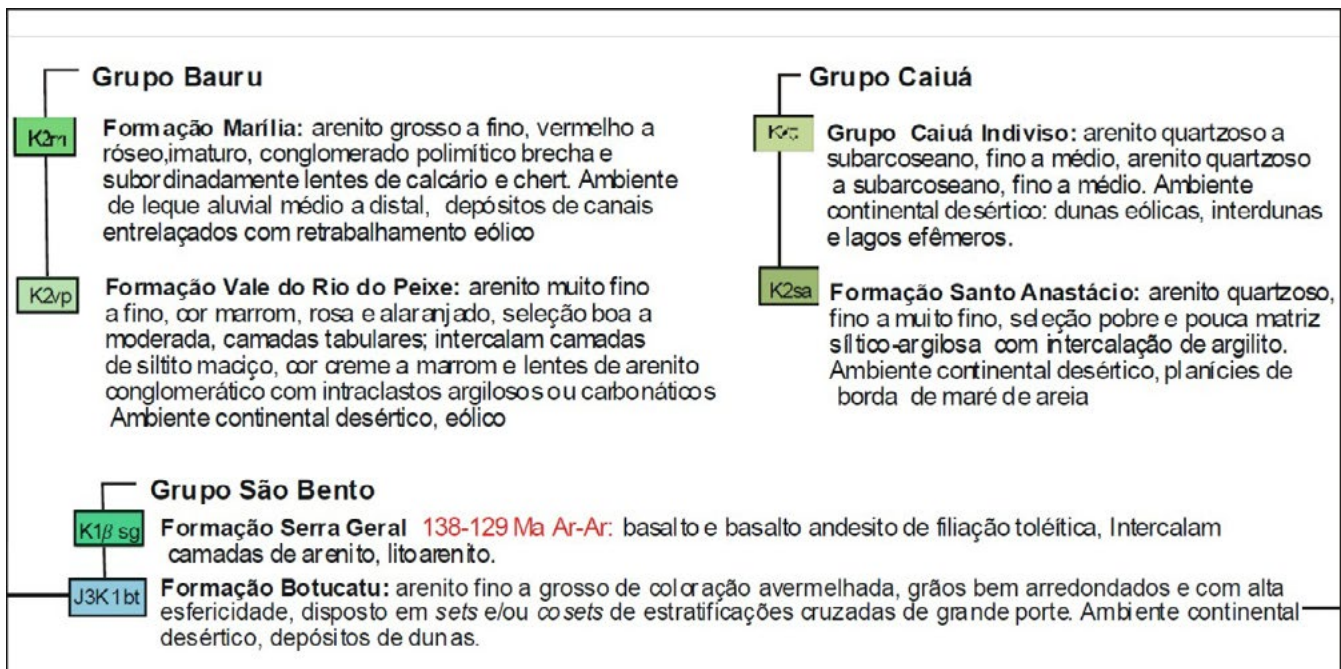 Grupo Bauru
K2m
Formação Marília: arenito grosso a fino, vermelho a
róseo,imaturo, conglomerado polimítico brecha e
subordinadamente lentes de calcário e chert. Ambiente
de leque aluvial médio a distal, depósitos de canais
entrelaçados com retrabalhamento eólico
K2vp
Formação Vale do Rio do Peixe: arenito muito fino
a fino, cor marrom, rosa e alaranjado, seleção boa a
moderada, camadas tabulares; intercalam camadas
de siltito maciço, cor creme a marrom e lentes de arenito
conglomerático com intraclastos argilosos ou carbonáticos
Ambiente continental desértico, eólico
Grupo Caiuá
Grupo Caiuá Indiviso: arenito quartzoso a
subarcoseano, fino a médio, arenito quartzoso
a subarcoseano, fino a médio. Ambiente
continental desértico: dunas eólicas, interdunas
e lagos efêmeros.
K2sa
Formação Santo Anastácio: arenito quartzoso,
fino a muito fino, seleção pobre e pouca matriz
síltico-argilosa com intercalação de argilito.
Ambiente continental desértico, planícies de
borda de maré de areia
Grupo São Bento
K1β sg
Formação Serra Geral 138-129 Ma Ar-Ar: basalto e basalto andesito de filiação toleítica, Intercalam
camadas de arenito, litoarenito.
J3K1bt
Formação Botucatu: arenito fino a grosso de coloração avermelhada, grãos bem arredondados e com alta
esfericidade, disposto em sets e/ou cosets de estratificações cruzadas de grande porte. Ambiente continental
desértico, depósitos de dunas.